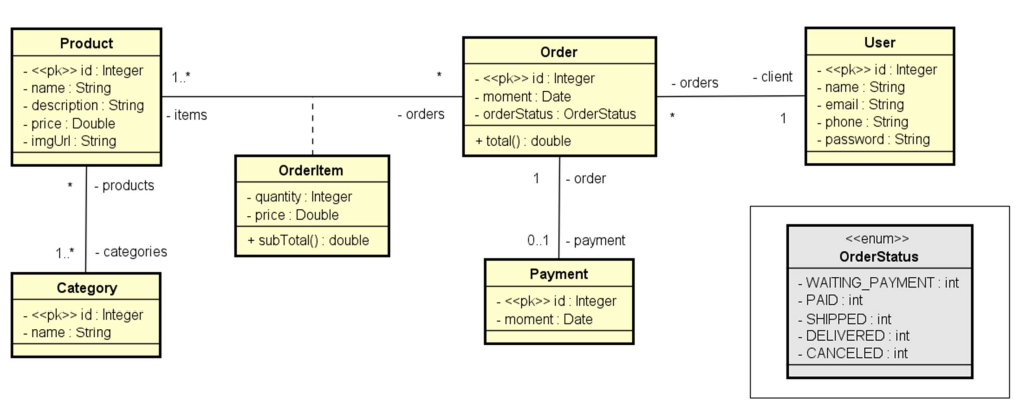 Product
- <<pk>> id : Integer
- name : String
- description : String
- price : Double
- imgUrl : String
1..*
*
- items
- orders
Order
- <<pk>> id : Integer
- moment : Date
- orderStatus : OrderStatus
+ total() : double
- orders
- client
*
1
User
- <<pk>> id : Integer
- name : String
- email : String
- phone : String
- password : String
OrderItem
- quantity : Integer
- price : Double
+ subTotal() : double
* - products
1..* - categories
Category
- <<pk>> id : Integer
- name : String
1 - order
0..1 - payment
Payment
- <<pk>> id : Integer
- moment : Date
<<enum>>
OrderStatus
- WAITING_PAYMENT : int
- PAID : int
- SHIPPED : int
- DELIVERED : int
- CANCELED : int